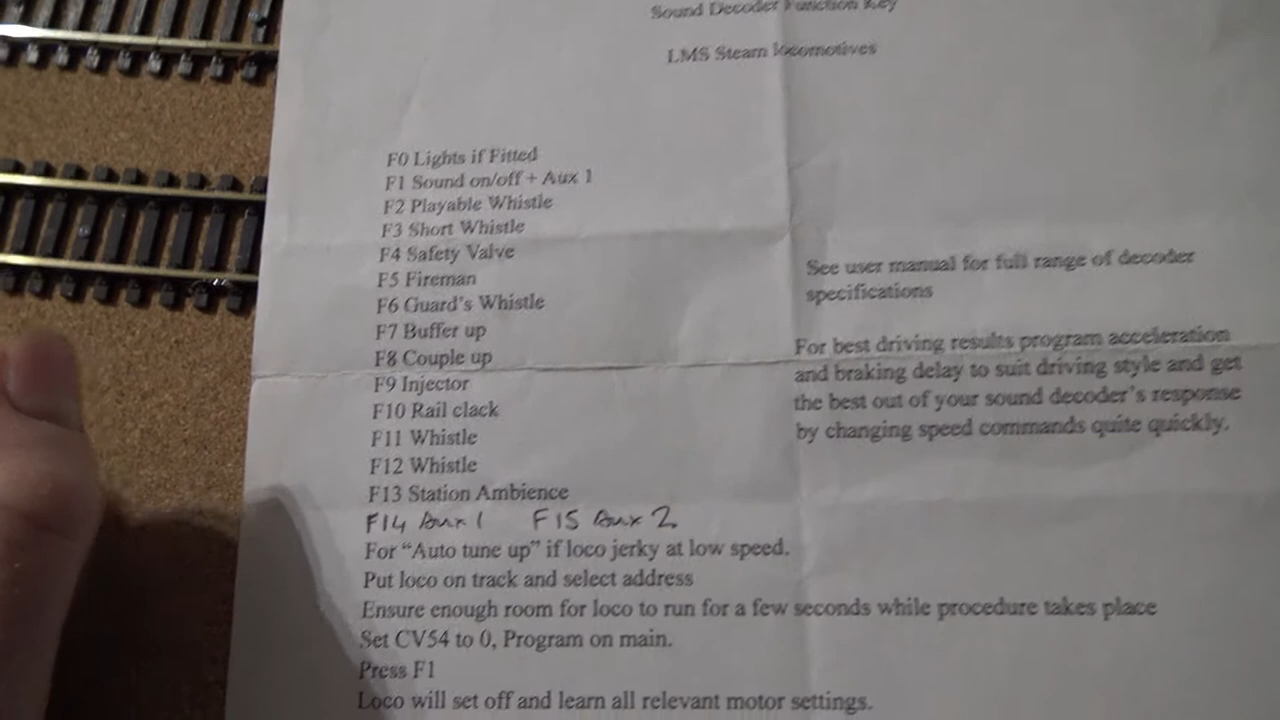 Sound Decoder Function Key
LMS Steam locomotives
F0 Lights if Fitted
F1 Sound on/off + Aux 1
F2 Playable Whistle
F3 Short Whistle
F4 Safety Valve
F5 Fireman
F6 Guard's Whistle
F7 Buffer up
F8 Couple up
F9 Injector
F10 Rail clack
F11 Whistle
F12 Whistle
F13 Station Ambience
F14 Aux 1 F15 Aux 2
See user manual for full range of decoder
specifications
For best driving results program acceleration
and braking delay to suit driving style and get
the best out of your sound decoder's response
by changing speed commands quite quickly.
For "Auto tune up" if loco jerky at low speed.
Put loco on track and select address
Ensure enough room for loco to run for a few seconds while procedure takes place
Set CV54 to 0, Program on main.
Press F1
Loco will set off and learn all relevant motor settings.